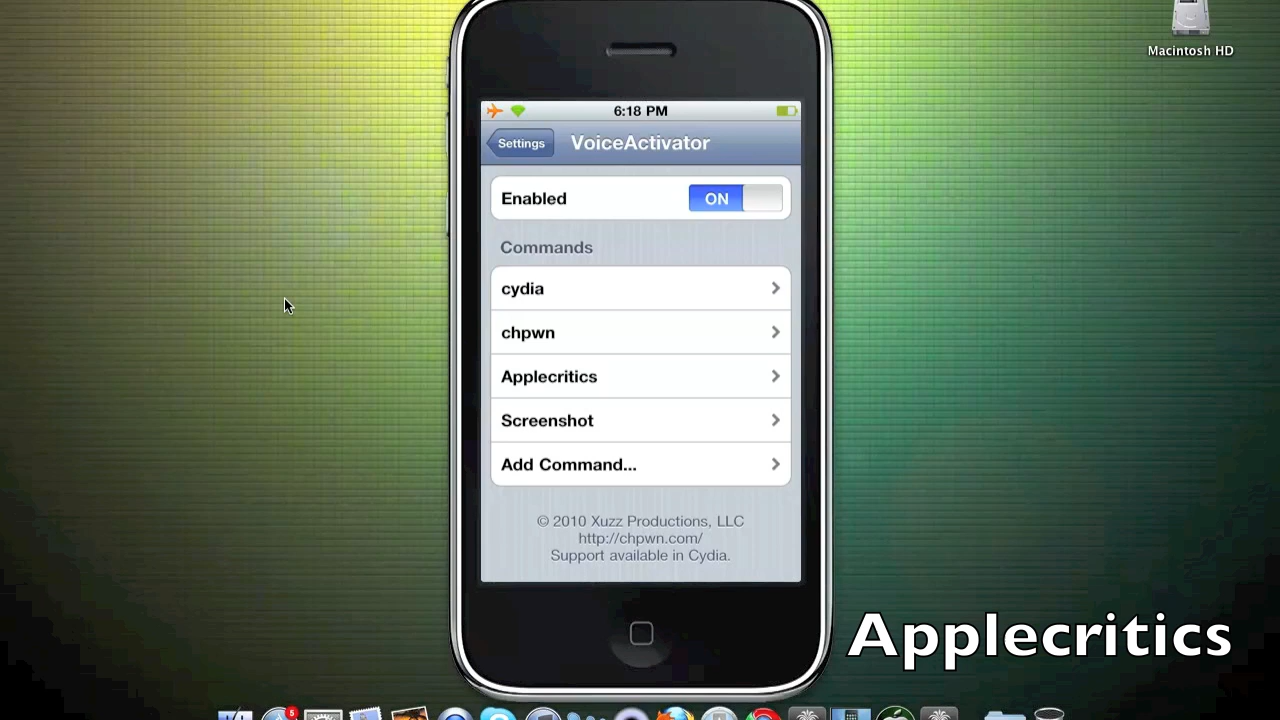 Macintosh HD
6:18 PM
Settings
VoiceActivator
Enabled
ON
Commands
cydia
chpwn
Applecritics
Screenshot
Add Command...
© 2010 Xuzz Productions, LLC
http://chpwn.com/
Support available in Cydia.
Applecritics
5